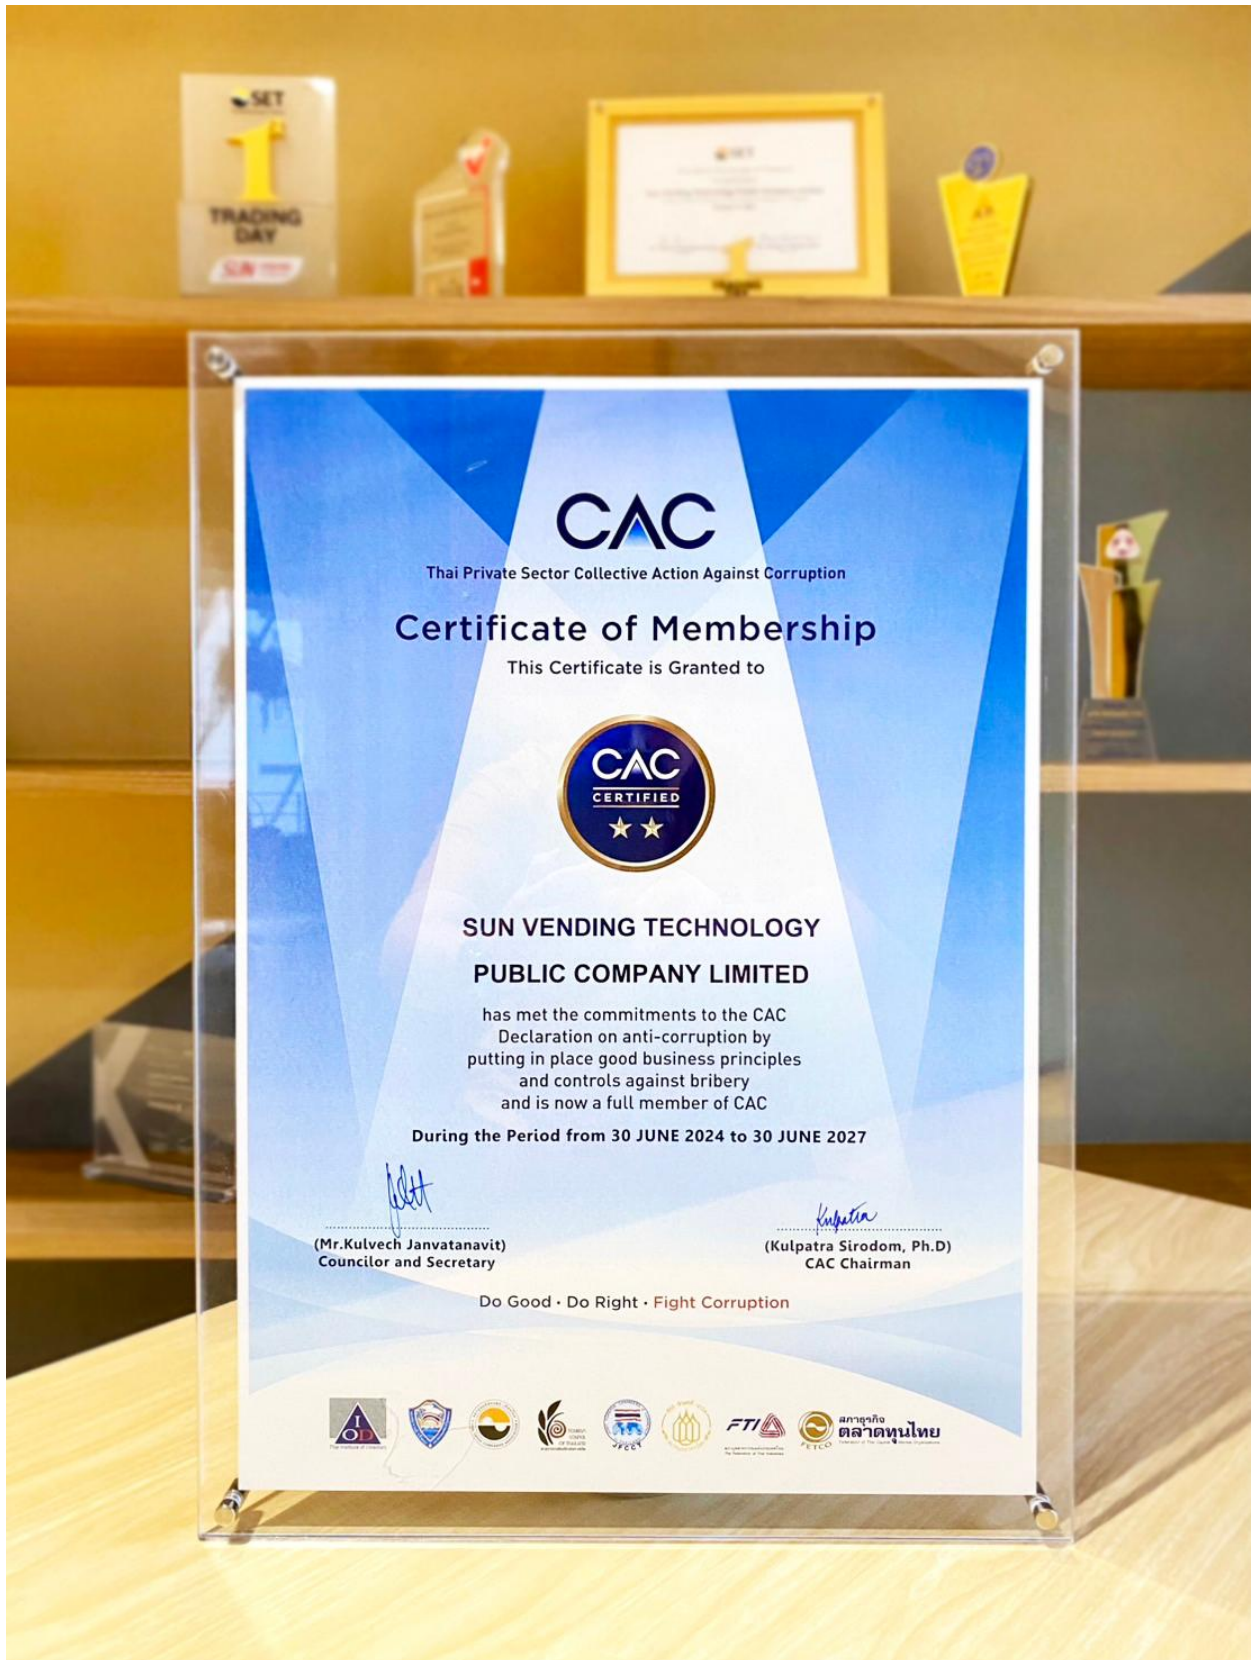 SET
1
TRADING
DAY
SUN
SET
CAC
Thai Private Sector Collective Action Against Corruption
Certificate of Membership
This Certificate is Granted to
CAC
CERTIFIED
SUN VENDING TECHNOLOGY
PUBLIC COMPANY LIMITED
has met the commitments to the CAC
Declaration on anti-corruption by
putting in place good business principles
and controls against bribery
and is now a full member of CAC
During the Period from 30 JUNE 2024 to 30 JUNE 2027
Kulpatra
(Mr.Kulvech Janvatanavit)
Councilor and Secretary
(Kulpatra Sirodom, Ph.D)
CAC Chairman
Do Good · Do Right · Fight Corruption
IOD
JFCCT
FTI
FETCO
สภาธุรกิจ
ตลาดทุนไทย